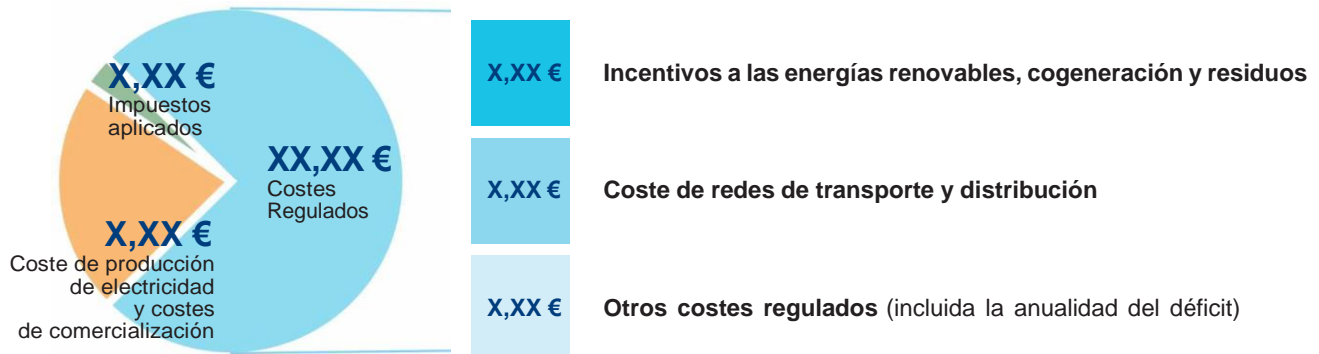 X,XX €
Impuestos
aplicados
XX,XX €
Costes
Regulados
X,XX €
Coste de producción
de electricidad
y costes
de comercialización
X,XX € Incentivos a las energías renovables, cogeneración y residuos
X,XX € Coste de redes de transporte y distribución
X,XX € Otros costes regulados (incluida la anualidad del déficit)